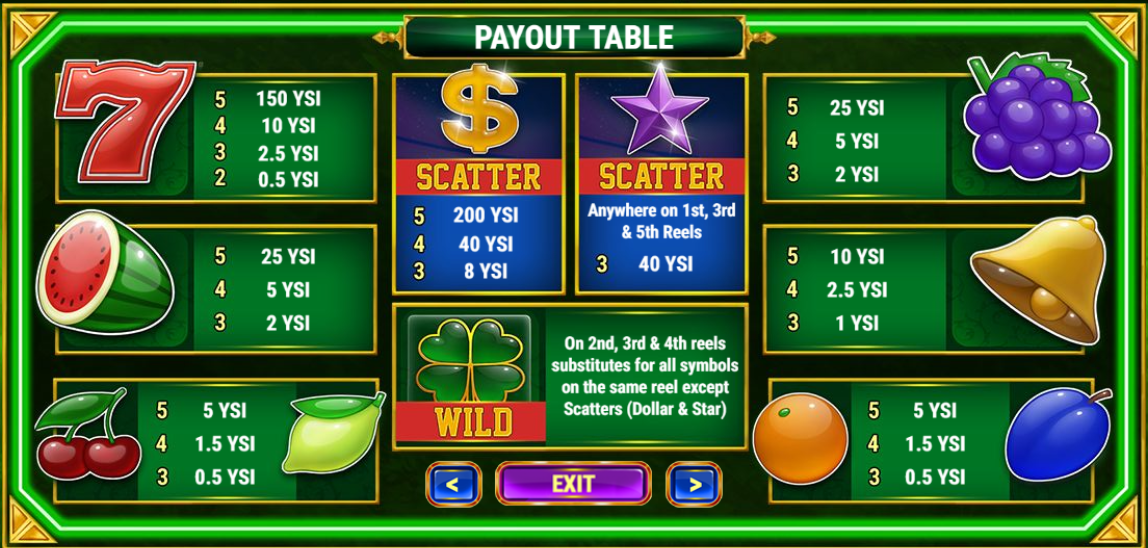 PAYOUT TABLE
5 150 YSI
4 10 YSI
3 2.5 YSI
2 0.5 YSI
SCATTER
5 200 YSI
4 40 YSI
3 8 YSI
SCATTER
Anywhere on 1st, 3rd
& 5th Reels
3 40 YSI
5 25 YSI
4 5 YSI
3 2 YSI
5 25 YSI
4 5 YSI
3 2 YSI
WILD
On 2nd, 3rd & 4th reels
substitutes for all symbols
on the same reel except
Scatters (Dollar & Star)
5 10 YSI
4 2.5 YSI
3 1 YSI
5 5 YSI
4 1.5 YSI
3 0.5 YSI
< EXIT >
5 5 YSI
4 1.5 YSI
3 0.5 YSI